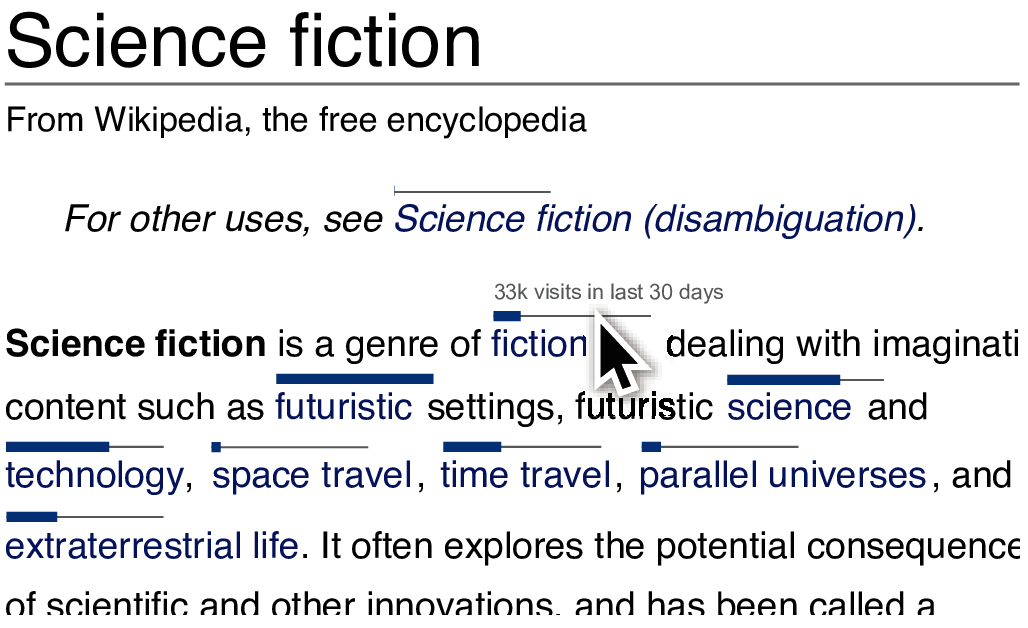 Science fiction
From Wikipedia, the free encyclopedia
For other uses, see Science fiction (disambiguation).
33k visits in last 30 days
Science fiction is a genre of fiction dealing with imaginati
content such as futuristic settings, futuristic science and
technology, space travel, time travel, parallel universes, and
extraterrestrial life. It often explores the potential consequence
of scientific and other innovations, and has been called a